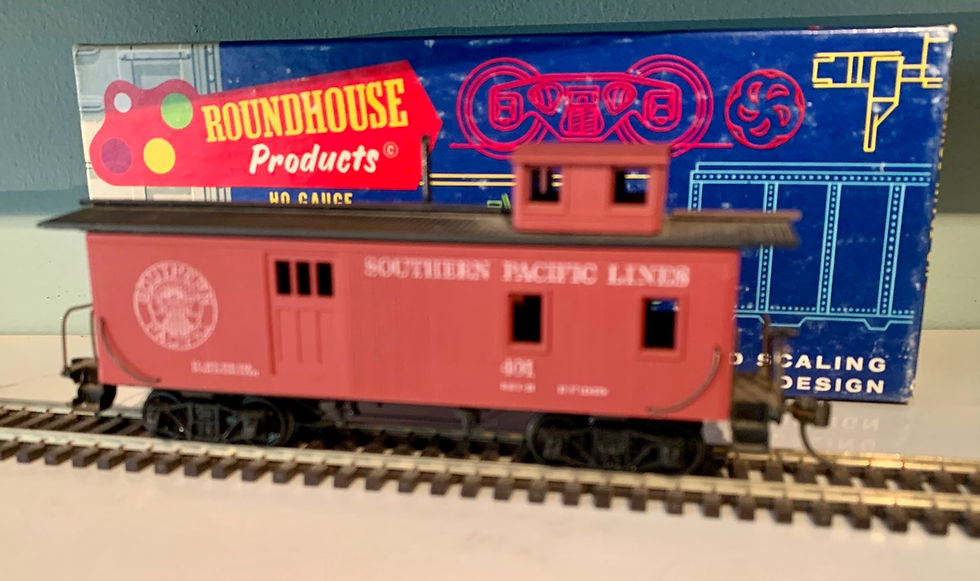 ROUNDHOUSE
Products©
HO GAUGE
SOUTHERN PACIFIC LINES
401
SCALING
DESIGN